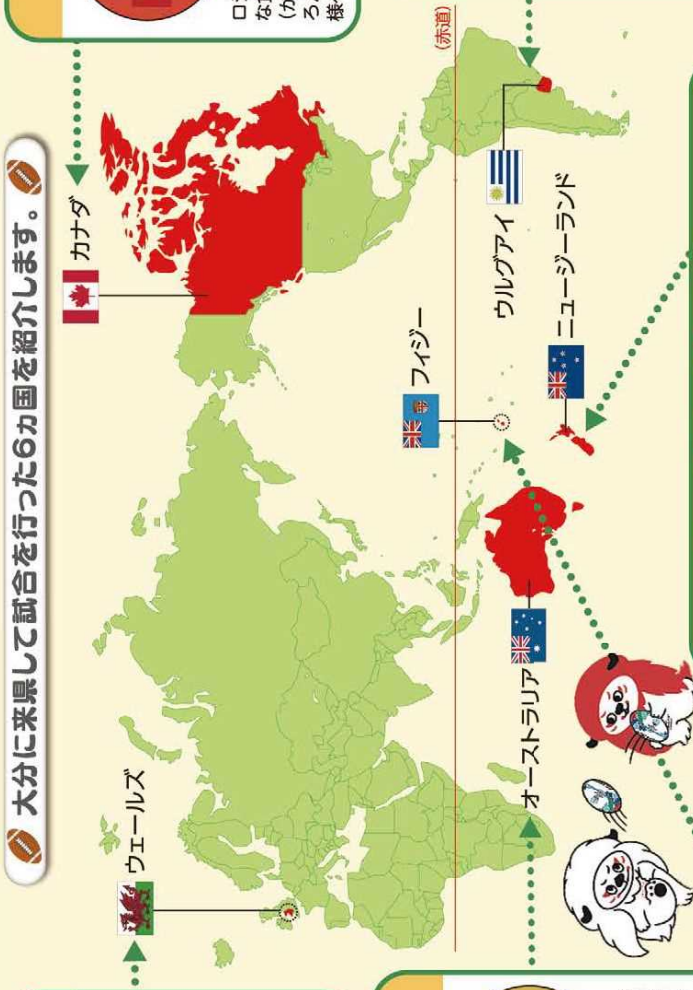 大分に来県して試合を行った6カ国を紹介します。
ウェールズ
カナダ
フィジー
(赤道)
オーストラリア
ニュージーランド
ウルグアイ